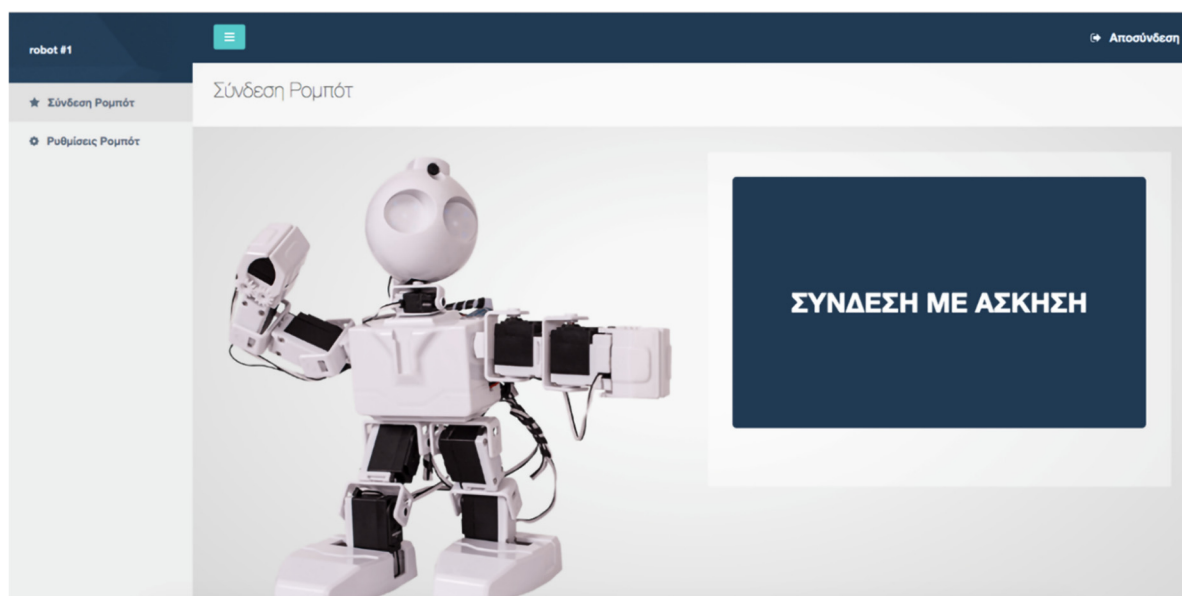 robot #1
Αποσύνδεση
Σύνδεση Ρομπότ
Ρυθμίσεις Ρομπότ
Σύνδεση Ρομπότ
ΣΥΝΔΕΣΗ ΜΕ ΑΣΚΗΣΗ